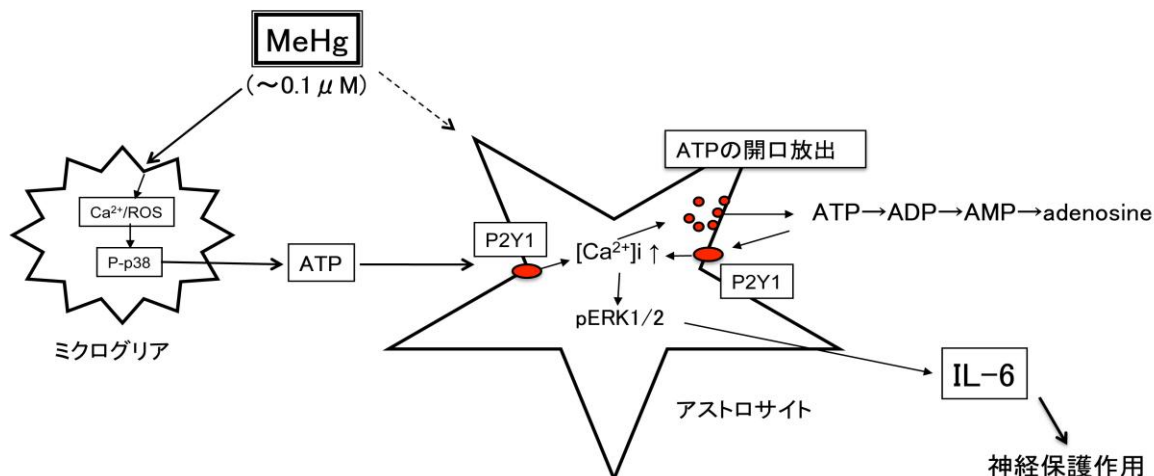 MeHg
(～0.1μM)
ATPの開口放出
Ca²⁺/ROS
P-p38
ATP
P2Y1
[Ca²⁺]i↑
ATP→ADP→AMP→adenosine
P2Y1
pERK1/2
ミクログリア
IL-6
アストロサイト
神経保護作用